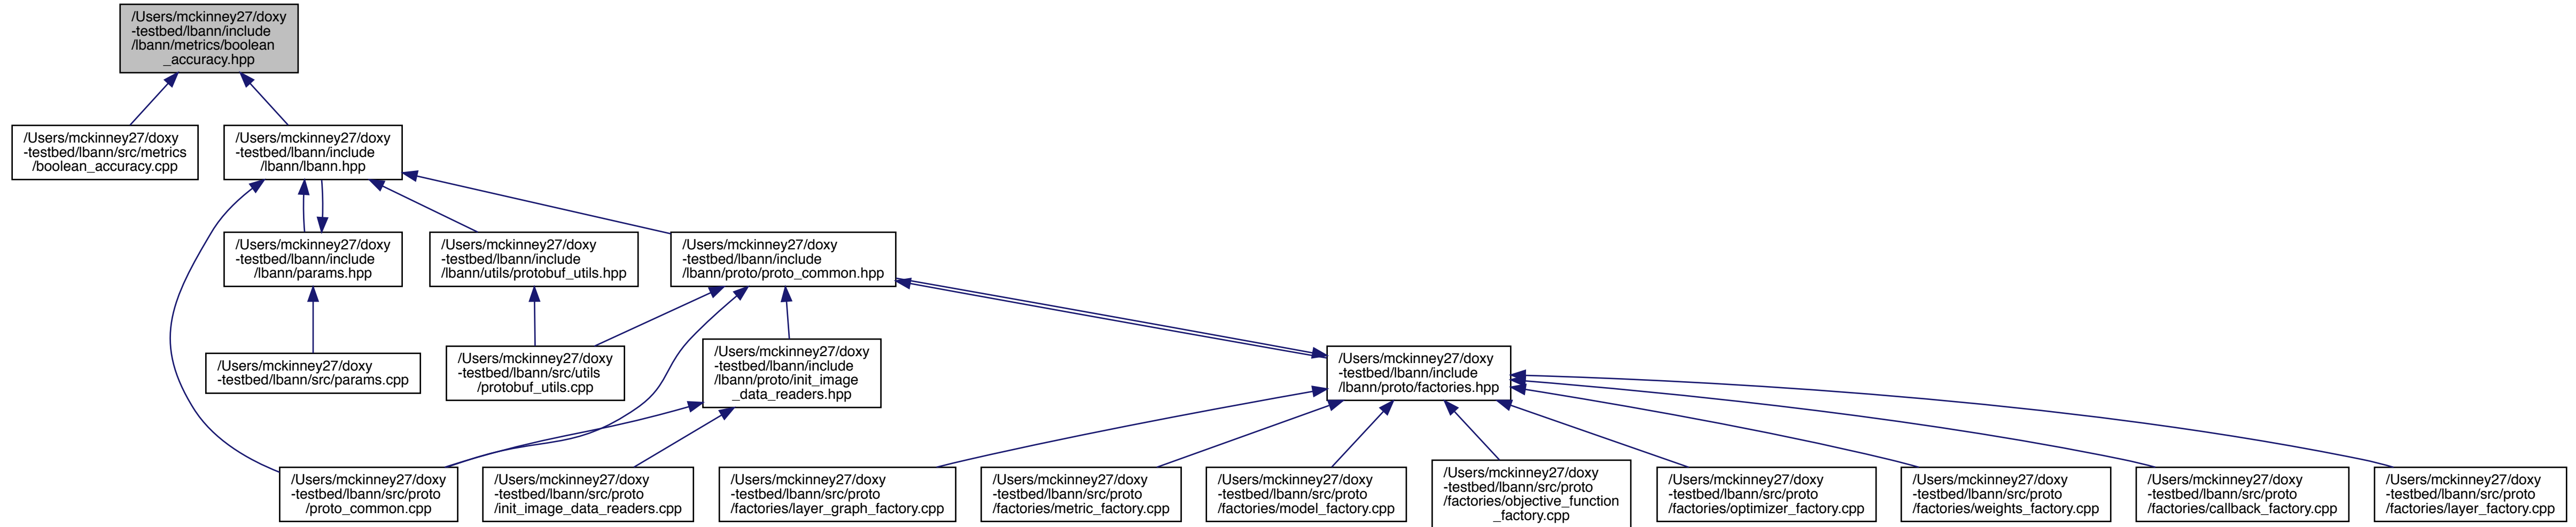 /Users/mckinney27/doxy
-testbed/lbann/include
/lbann/metrics/boolean
_accuracy.hpp
/Users/mckinney27/doxy
-testbed/lbann/src/metrics
/boolean_accuracy.cpp
/Users/mckinney27/doxy
-testbed/lbann/include
/lbann/lbann.hpp
/Users/mckinney27/doxy
-testbed/lbann/include
/lbann/params.hpp
/Users/mckinney27/doxy
-testbed/lbann/include
/lbann/utils/protobuf_utils.hpp
/Users/mckinney27/doxy
-testbed/lbann/include
/lbann/proto/proto_common.hpp
/Users/mckinney27/doxy
-testbed/lbann/src/params.cpp
/Users/mckinney27/doxy
-testbed/lbann/src/utils
/protobuf_utils.cpp
/Users/mckinney27/doxy
-testbed/lbann/include
/lbann/proto/init_image
_data_readers.hpp
/Users/mckinney27/doxy
-testbed/lbann/include
/lbann/proto/factories.hpp
/Users/mckinney27/doxy
-testbed/lbann/src/proto
/proto_common.cpp
/Users/mckinney27/doxy
-testbed/lbann/src/proto
/init_image_data_readers.cpp
/Users/mckinney27/doxy
-testbed/lbann/src/proto
/factories/layer_graph_factory.cpp
/Users/mckinney27/doxy
-testbed/lbann/src/proto
/factories/metric_factory.cpp
/Users/mckinney27/doxy
-testbed/lbann/src/proto
/factories/model_factory.cpp
/Users/mckinney27/doxy
-testbed/lbann/src/proto
/factories/objective_function
_factory.cpp
/Users/mckinney27/doxy
-testbed/lbann/src/proto
/factories/optimizer_factory.cpp
/Users/mckinney27/doxy
-testbed/lbann/src/proto
/factories/weights_factory.cpp
/Users/mckinney27/doxy
-testbed/lbann/src/proto
/factories/callback_factory.cpp
/Users/mckinney27/doxy
-testbed/lbann/src/proto
/factories/layer_factory.cpp